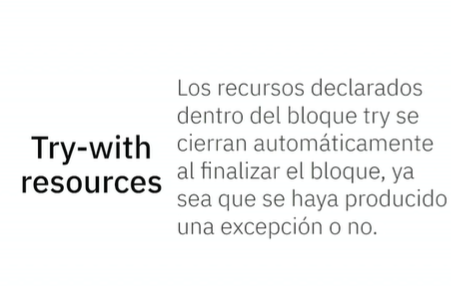 Try-with
resources
Los recursos declarados
dentro del bloque try se
cierran automáticamente
al finalizar el bloque, ya
sea que se haya producido
una excepción o no.